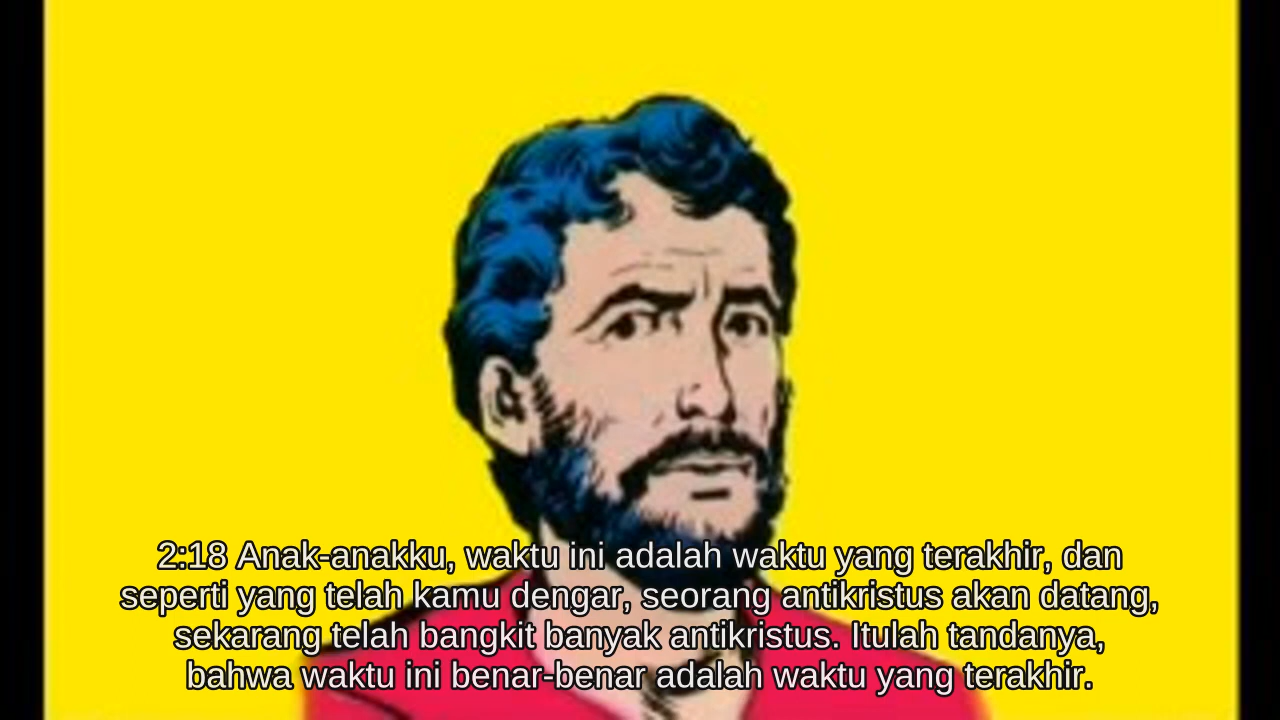 2:18 Anak-anakku, waktu ini adalah waktu yang terakhir, dan
seperti yang telah kamu dengar, seorang antikristus akan datang,
sekarang telah bangkit banyak antikristus. Itulah tandanya,
bahwa waktu ini benar-benar adalah waktu yang terakhir.